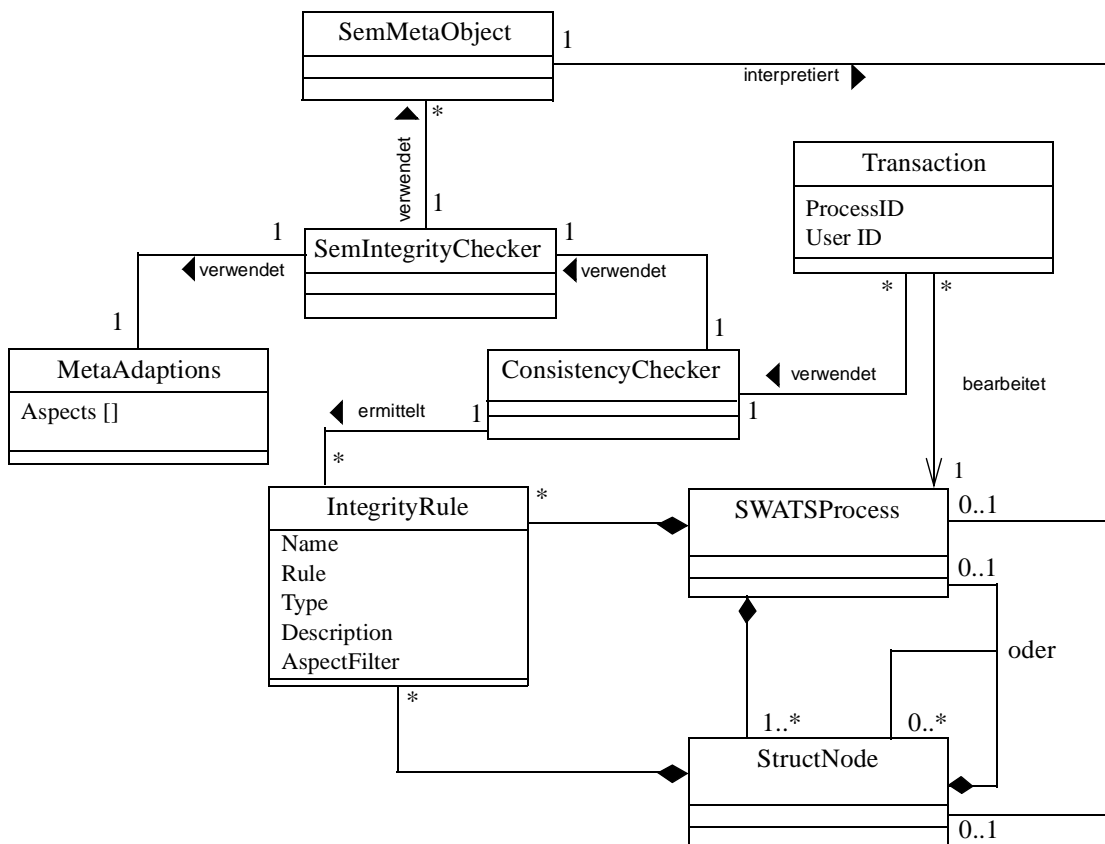 SemMetaObject
1
interpretiert
*
verwendet
1
Transaction
ProcessID
User ID
1
SemIntegrityChecker
1
verwendet
verwendet
*
*
1
1
MetaAdaptions
Aspects []
ConsistencyChecker
verwendet
bearbeitet
ermittelt
1
1
*
1
IntegrityRule
Name
Rule
Type
Description
AspectFilter
*
SWATSProcess
0..1
0..1
oder
*
1..*
0..*
StructNode
0..1